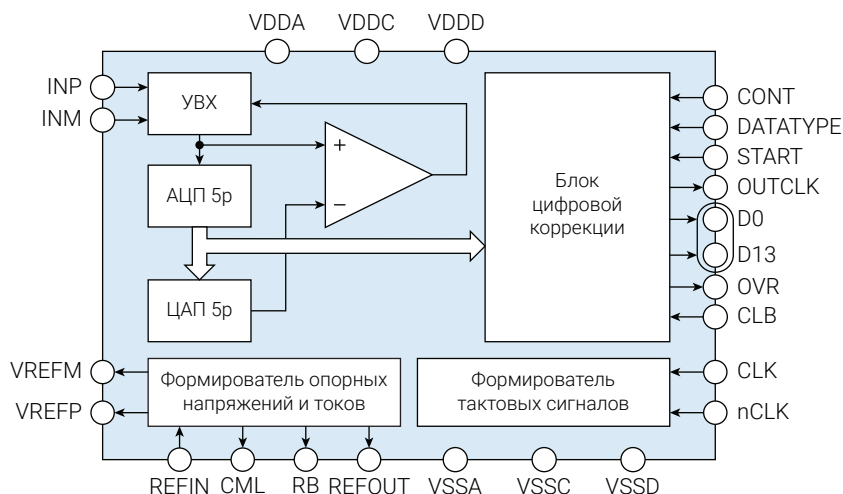 VDDA VDDC VDDD
INP
INM
УВХ
АЦП 5р
ЦАП 5р
+
−
Блок
цифровой
коррекции
CONT
DATATYPE
START
OUTCLK
D0
D13
OVR
CLB
VREFM
VREFP
Формирователь опорных
напряжений и токов
Формирователь
тактовых сигналов
CLK
nCLK
REFIN CML RB REFOUT VSSA VSSC VSSD